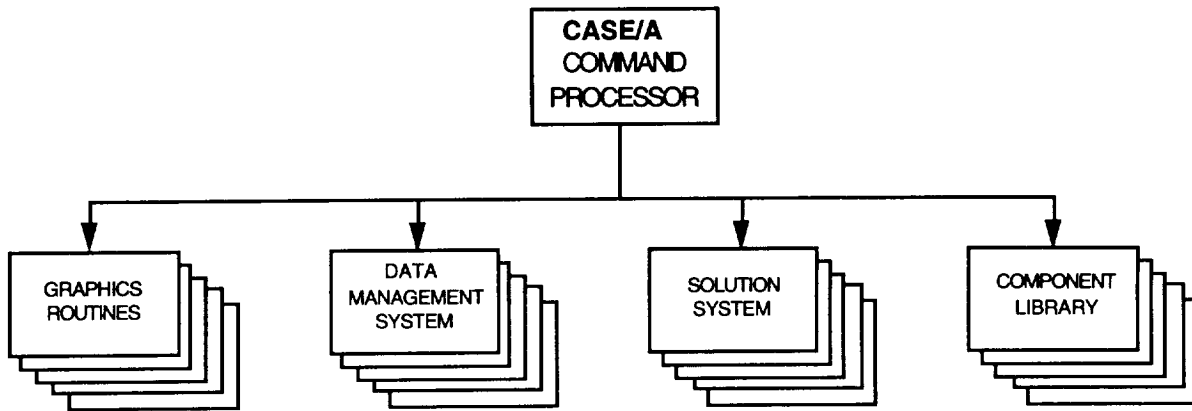 CASE/A
COMMAND
PROCESSOR
GRAPHICS
ROUTINES
DATA
MANAGEMENT
SYSTEM
SOLUTION
SYSTEM
COMPONENT
LIBRARY